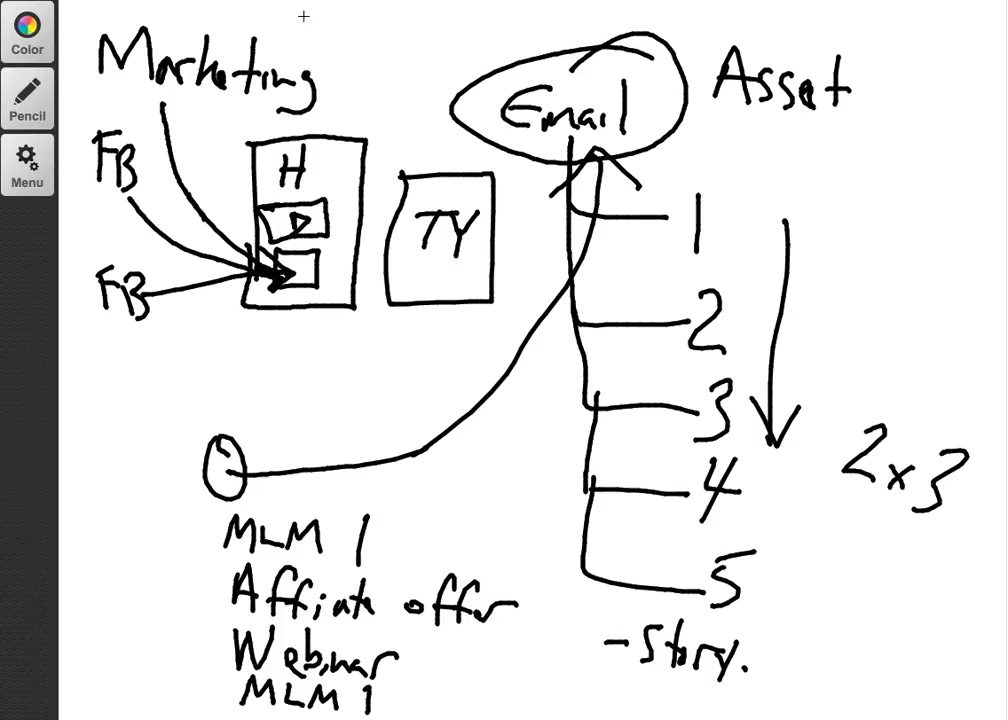 Color
Pencil
Menu
Marketing
FB
FB
H
TY
Email
Asset
1
2
3
4
5
2x3
- Story.
MLM 1
Affiate offer
Webinar
MLM 1